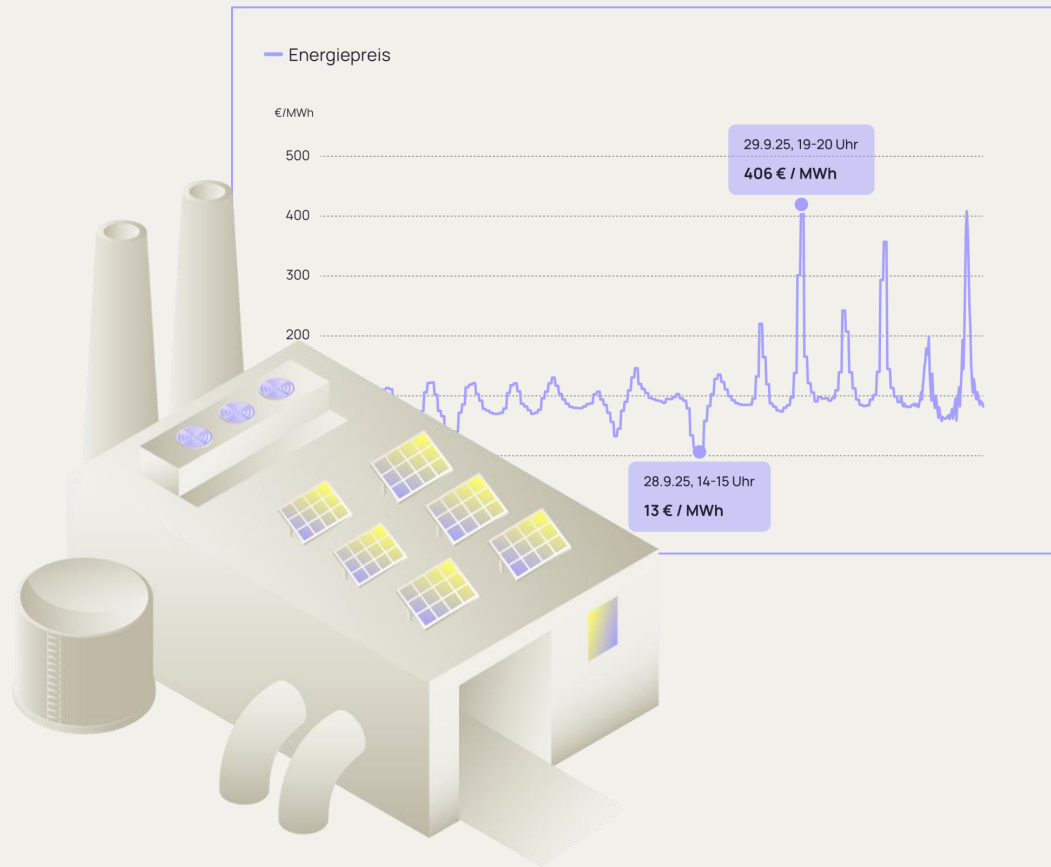 Energiepreis
€/MWh
500
29.9.25, 19-20 Uhr
406 € / MWh
400
300
200
28.9.25, 14-15 Uhr
13 € / MWh